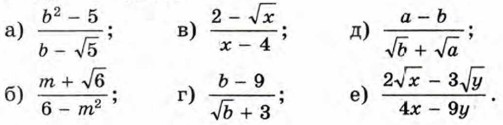 а) (b² − 5)/(b − √5); в) (2 − √x)/(x − 4); д) (a − b)/(√b + √a);
б) (m + √6)/(6 − m²); г) (b − 9)/(√b + 3); е) (2√x − 3√y)/(4x − 9y).